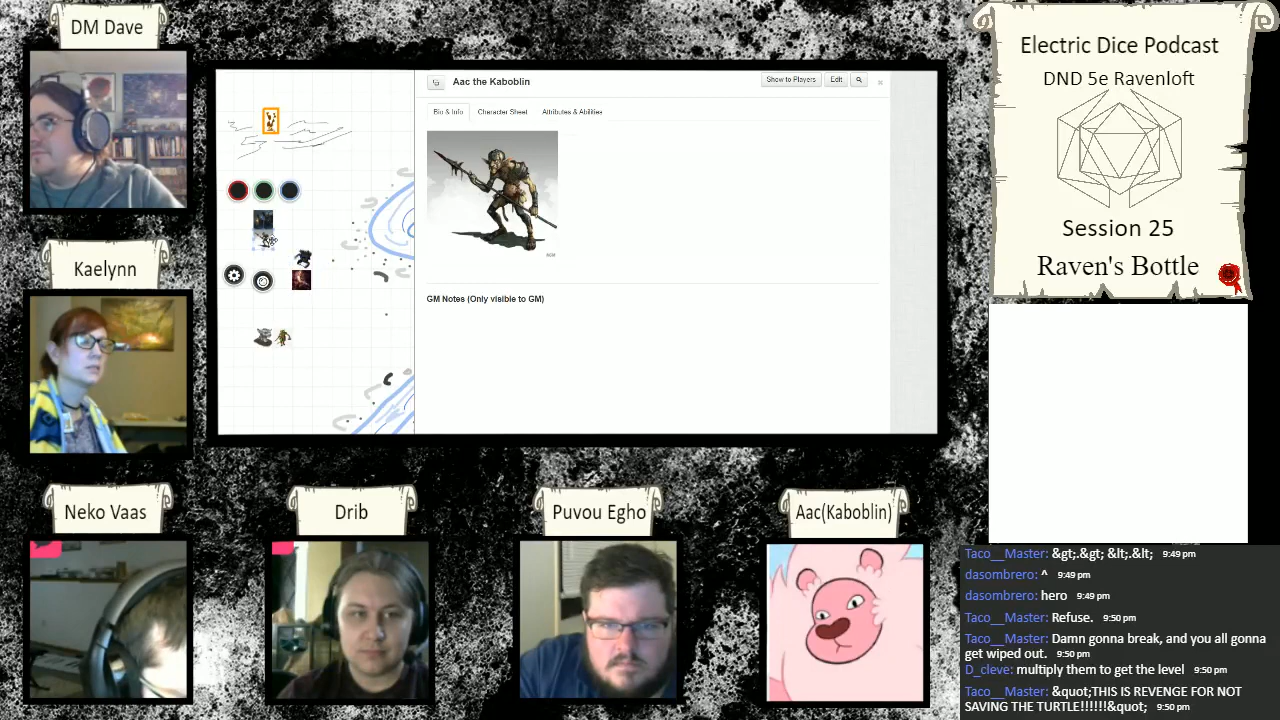 DM Dave
Kaelynn
Neko Vaas
Drib
Puvou Egho
Aac(Kaboblin)
Aac the Kaboblin
Show to Players
Edit
Bio & Info
Character Sheet
Attributes & Abilities
GM Notes (Only visible to GM)
Electric Dice Podcast
DND 5e Ravenloft
Session 25
Raven's Bottle
Taco__Master: &gt;.&gt; &lt;.&lt; 9:49 pm
dasombrero: ^ 9:49 pm
dasombrero: hero 9:49 pm
Taco__Master: Refuse. 9:50 pm
Taco__Master: Damn gonna break, and you all gonna
get wiped out. 9:50 pm
D_cleve: multiply them to get the level 9:50 pm
Taco__Master: &quot;THIS IS REVENGE FOR NOT
SAVING THE TURTLE!!!!!!&quot; 9:50 pm